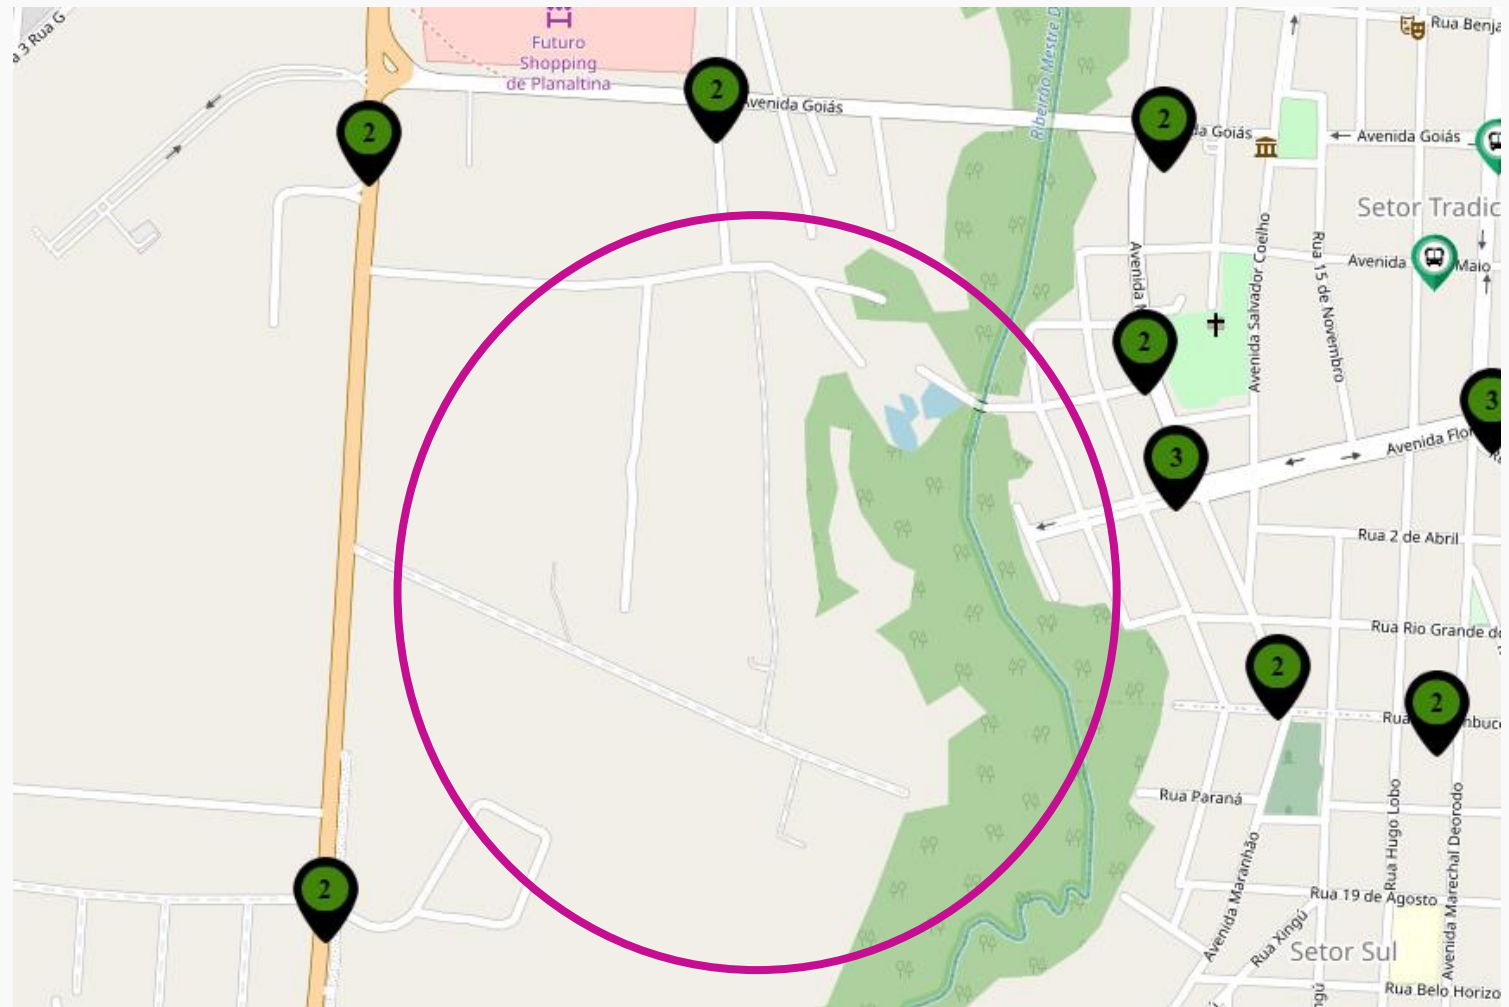 a 3 Rua G
Futuro
Shopping
de Planaltina
Ribeirão Mestre D
Rua Benja
2
2
2
Avenida Goiás
da Goiás
Avenida Goiás
Setor Tradic
Avenida
Maio
Avenida Salvador Coelho
Rua 15 de Novembro
Avenida
2
3
3
Avenida Flo
Rua 2 de Abril
Rua Rio Grande do
2
2
Rua
Rua Paraná
Rua Hugo Lobo
Avenida Marechal Deorodo
Avenida Maranhão
2
Rua 19 de Agosto
Rua Xingú
Setor Sul
Rua Belo Horizo